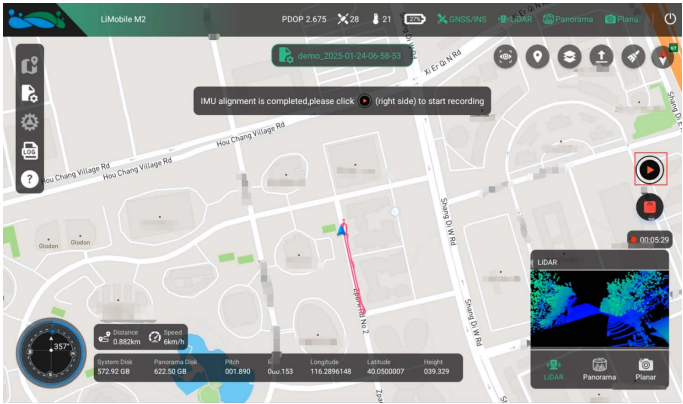 LiMobile M2
PDOP 2.675
28
21
27%
GNSS/INS
LiDAR
Panorama
Planar
demo_2025-01-24-06-58-53
Xi Er Qi N Rd
IMU alignment is completed,please click (right side) to start recording
Hou Chang Village Rd
Hou Chang Village Rd
Hou Chang Village Rd
LOG
?
Shang Di W Rd
Shang Di W Rd
Glodon
Glodon
00:05:29
LiDAR
357°
Distance
0.882km
Speed
6km/h
System Disk
572.92 GB
Panorama Disk
622.50 GB
Pitch
001.890
Longitude
116.2896148
Latitude
40.0500007
Height
039.329
LiDAR
Panorama
Planar